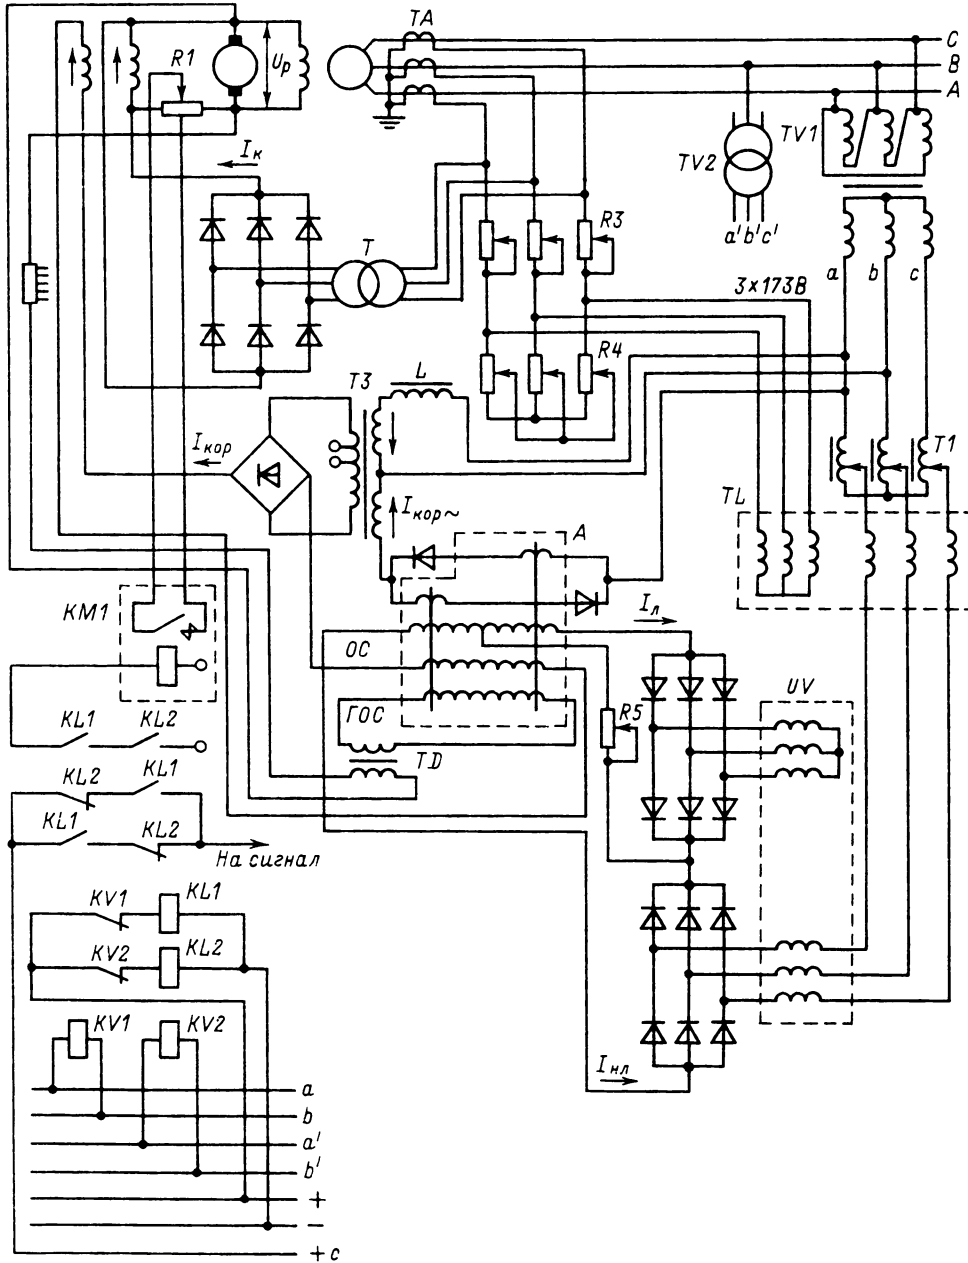 TA
C
B
A
R1
Uр
TV1
TV2
Iк
R3
T
a' b' c'
a
b
c
3×173В
R4
L
T3
T1
Iкор
TL
Iкор~
A
KM1
Iл
ОС
ГОС
R5
UV
KL1
KL2
TD
KL2
KL1
KL1
KL2
На сигнал
KV1
KL1
KV2
KL2
KV1
KV2
a
b
a'
b'
+
−
+ c
Iнл